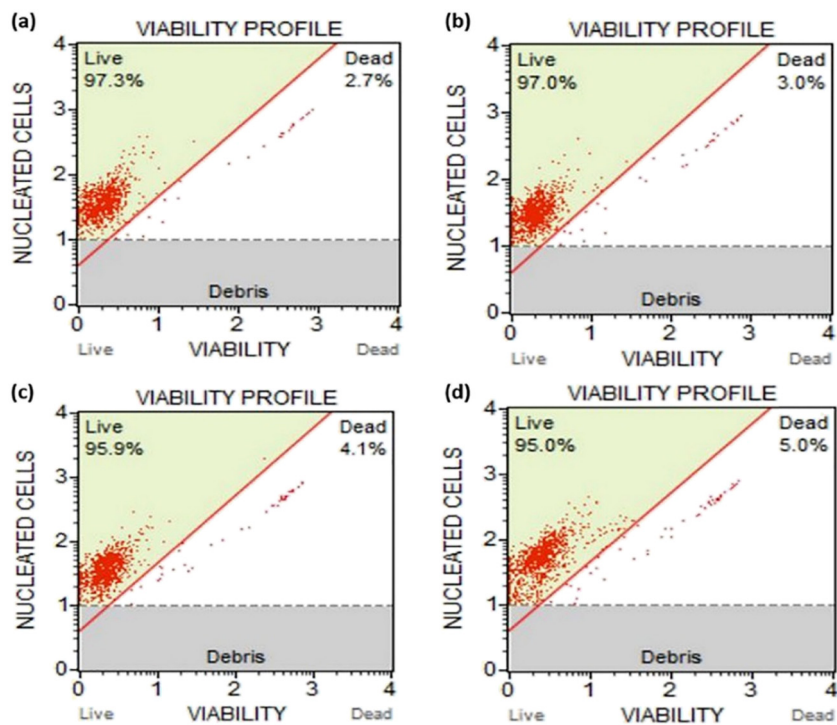 (a)
VIABILITY PROFILE
4
3
2
1
0
NUCLEATED CELLS
Live
97.3%
Dead
2.7%
Debris
0 1 2 3 4
Live VIABILITY Dead
(b)
VIABILITY PROFILE
4
3
2
1
0
NUCLEATED CELLS
Live
97.0%
Dead
3.0%
Debris
0 1 2 3 4
Live VIABILITY Dead
(c)
VIABILITY PROFILE
4
3
2
1
0
NUCLEATED CELLS
Live
95.9%
Dead
4.1%
Debris
0 1 2 3 4
Live VIABILITY Dead
(d)
VIABILITY PROFILE
4
3
2
1
0
NUCLEATED CELLS
Live
95.0%
Dead
5.0%
Debris
0 1 2 3 4
Live VIABILITY Dead